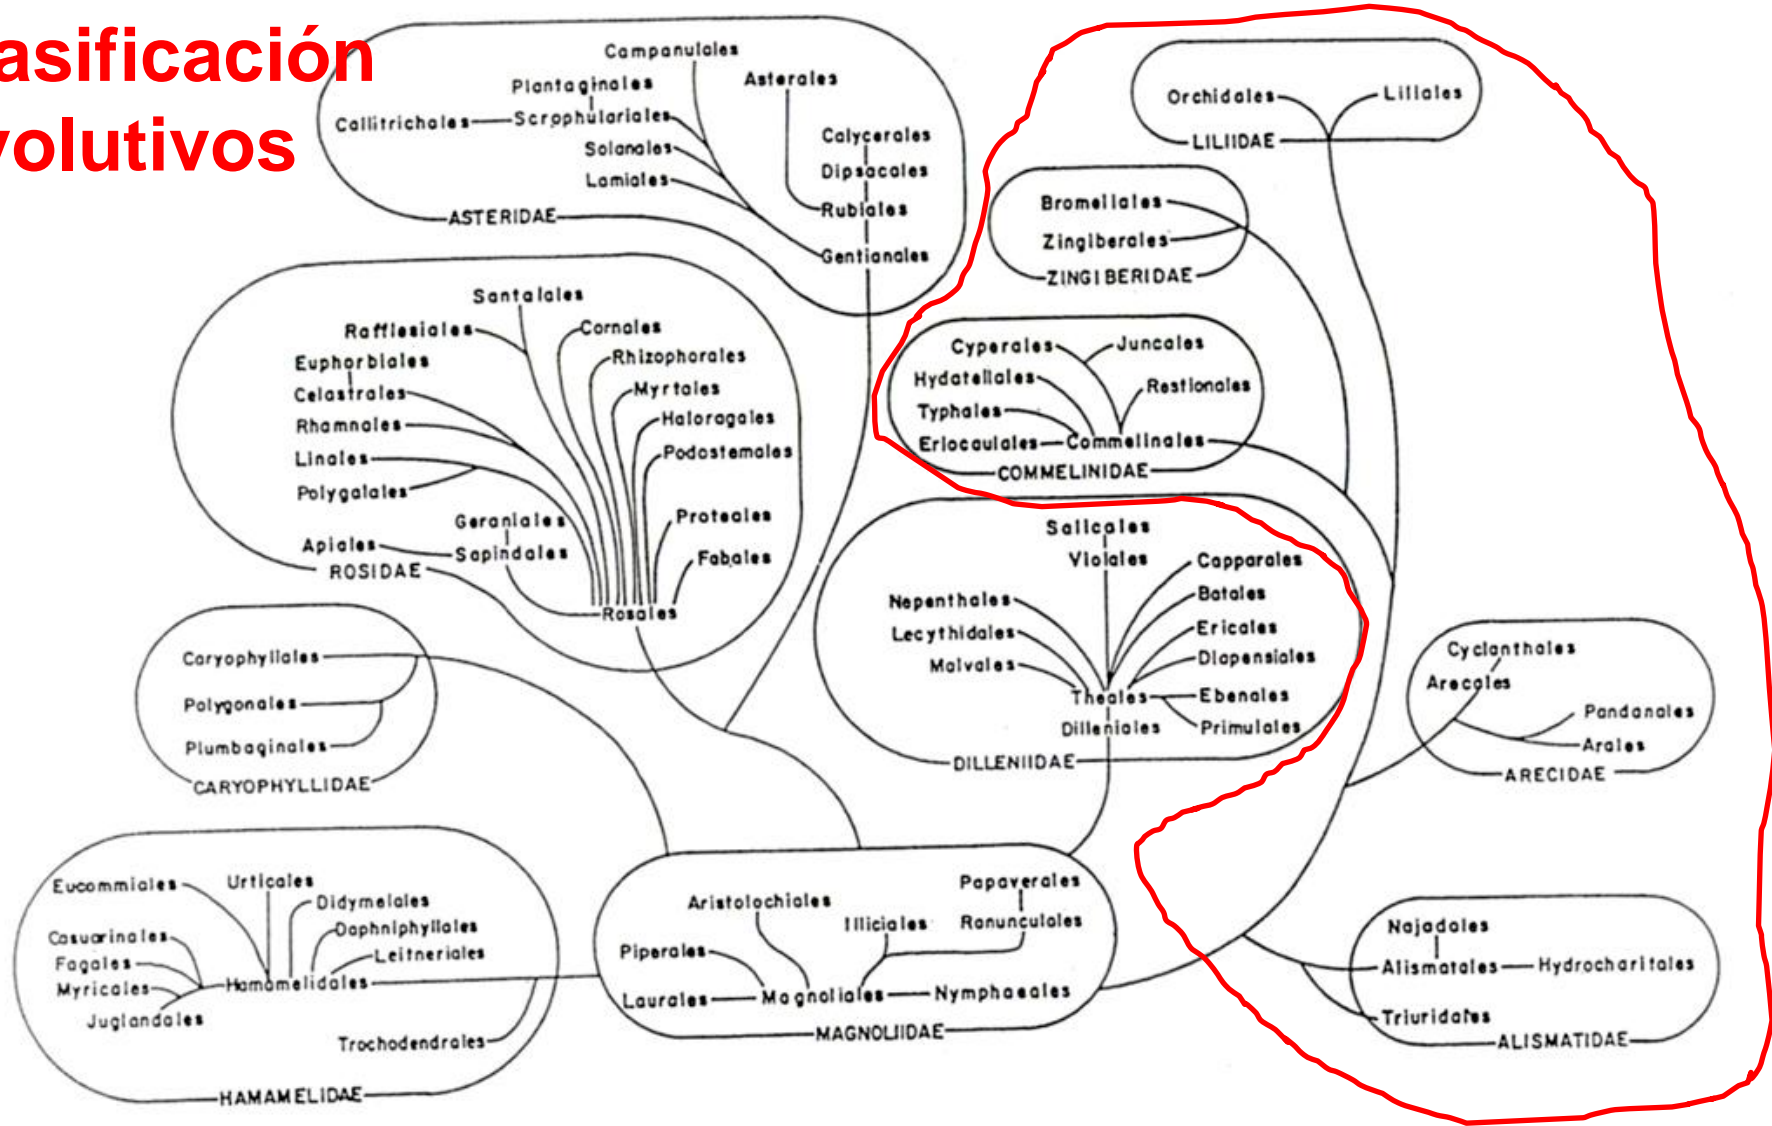 asificación
volutivos
Campanulales
Plantaginales
Asterales
Callitrichales
Scrophulariales
Solanales
Calycerales
Lamiales
Dipsacales
Rubiales
ASTERIDAE
Gentianales
Orchidales
Liliales
LILIIDAE
Bromeliales
Zingiberales
ZINGIBERIDAE
Santalales
Rafflesiales
Cornales
Euphorbiales
Rhizophorales
Celastrales
Myrtales
Rhamnales
Haloragales
Linales
Podostemales
Polygalales
Geraniales
Proteales
Apiales
Sapindales
Fabales
ROSIDAE
Rosales
Cyperales
Juncales
Hydatellales
Restionales
Typhales
Eriocaulales
Commelinales
COMMELINIDAE
Salicales
Violales
Capparales
Nepenthales
Batales
Lecythidales
Ericales
Malvales
Diapensiales
Theales
Ebenales
Dilleniales
Primulales
DILLENIIDAE
Caryophyllales
Polygonales
Plumbaginales
CARYOPHYLLIDAE
Cyclanthales
Arecales
Pandanales
Arales
ARECIDAE
Eucommiales
Urticales
Didymelales
Casuarinales
Daphniphyllales
Fagales
Leitneriales
Myricales
Hamamelidales
Juglandales
Trochodendrales
HAMAMELIDAE
Papaverales
Aristolochiales
Illiciales
Ranunculales
Piperales
Laurales
Magnoliales
Nymphaeales
MAGNOLIIDAE
Najadales
Alismatales
Hydrocharitales
Triuridales
ALISMATIDAE